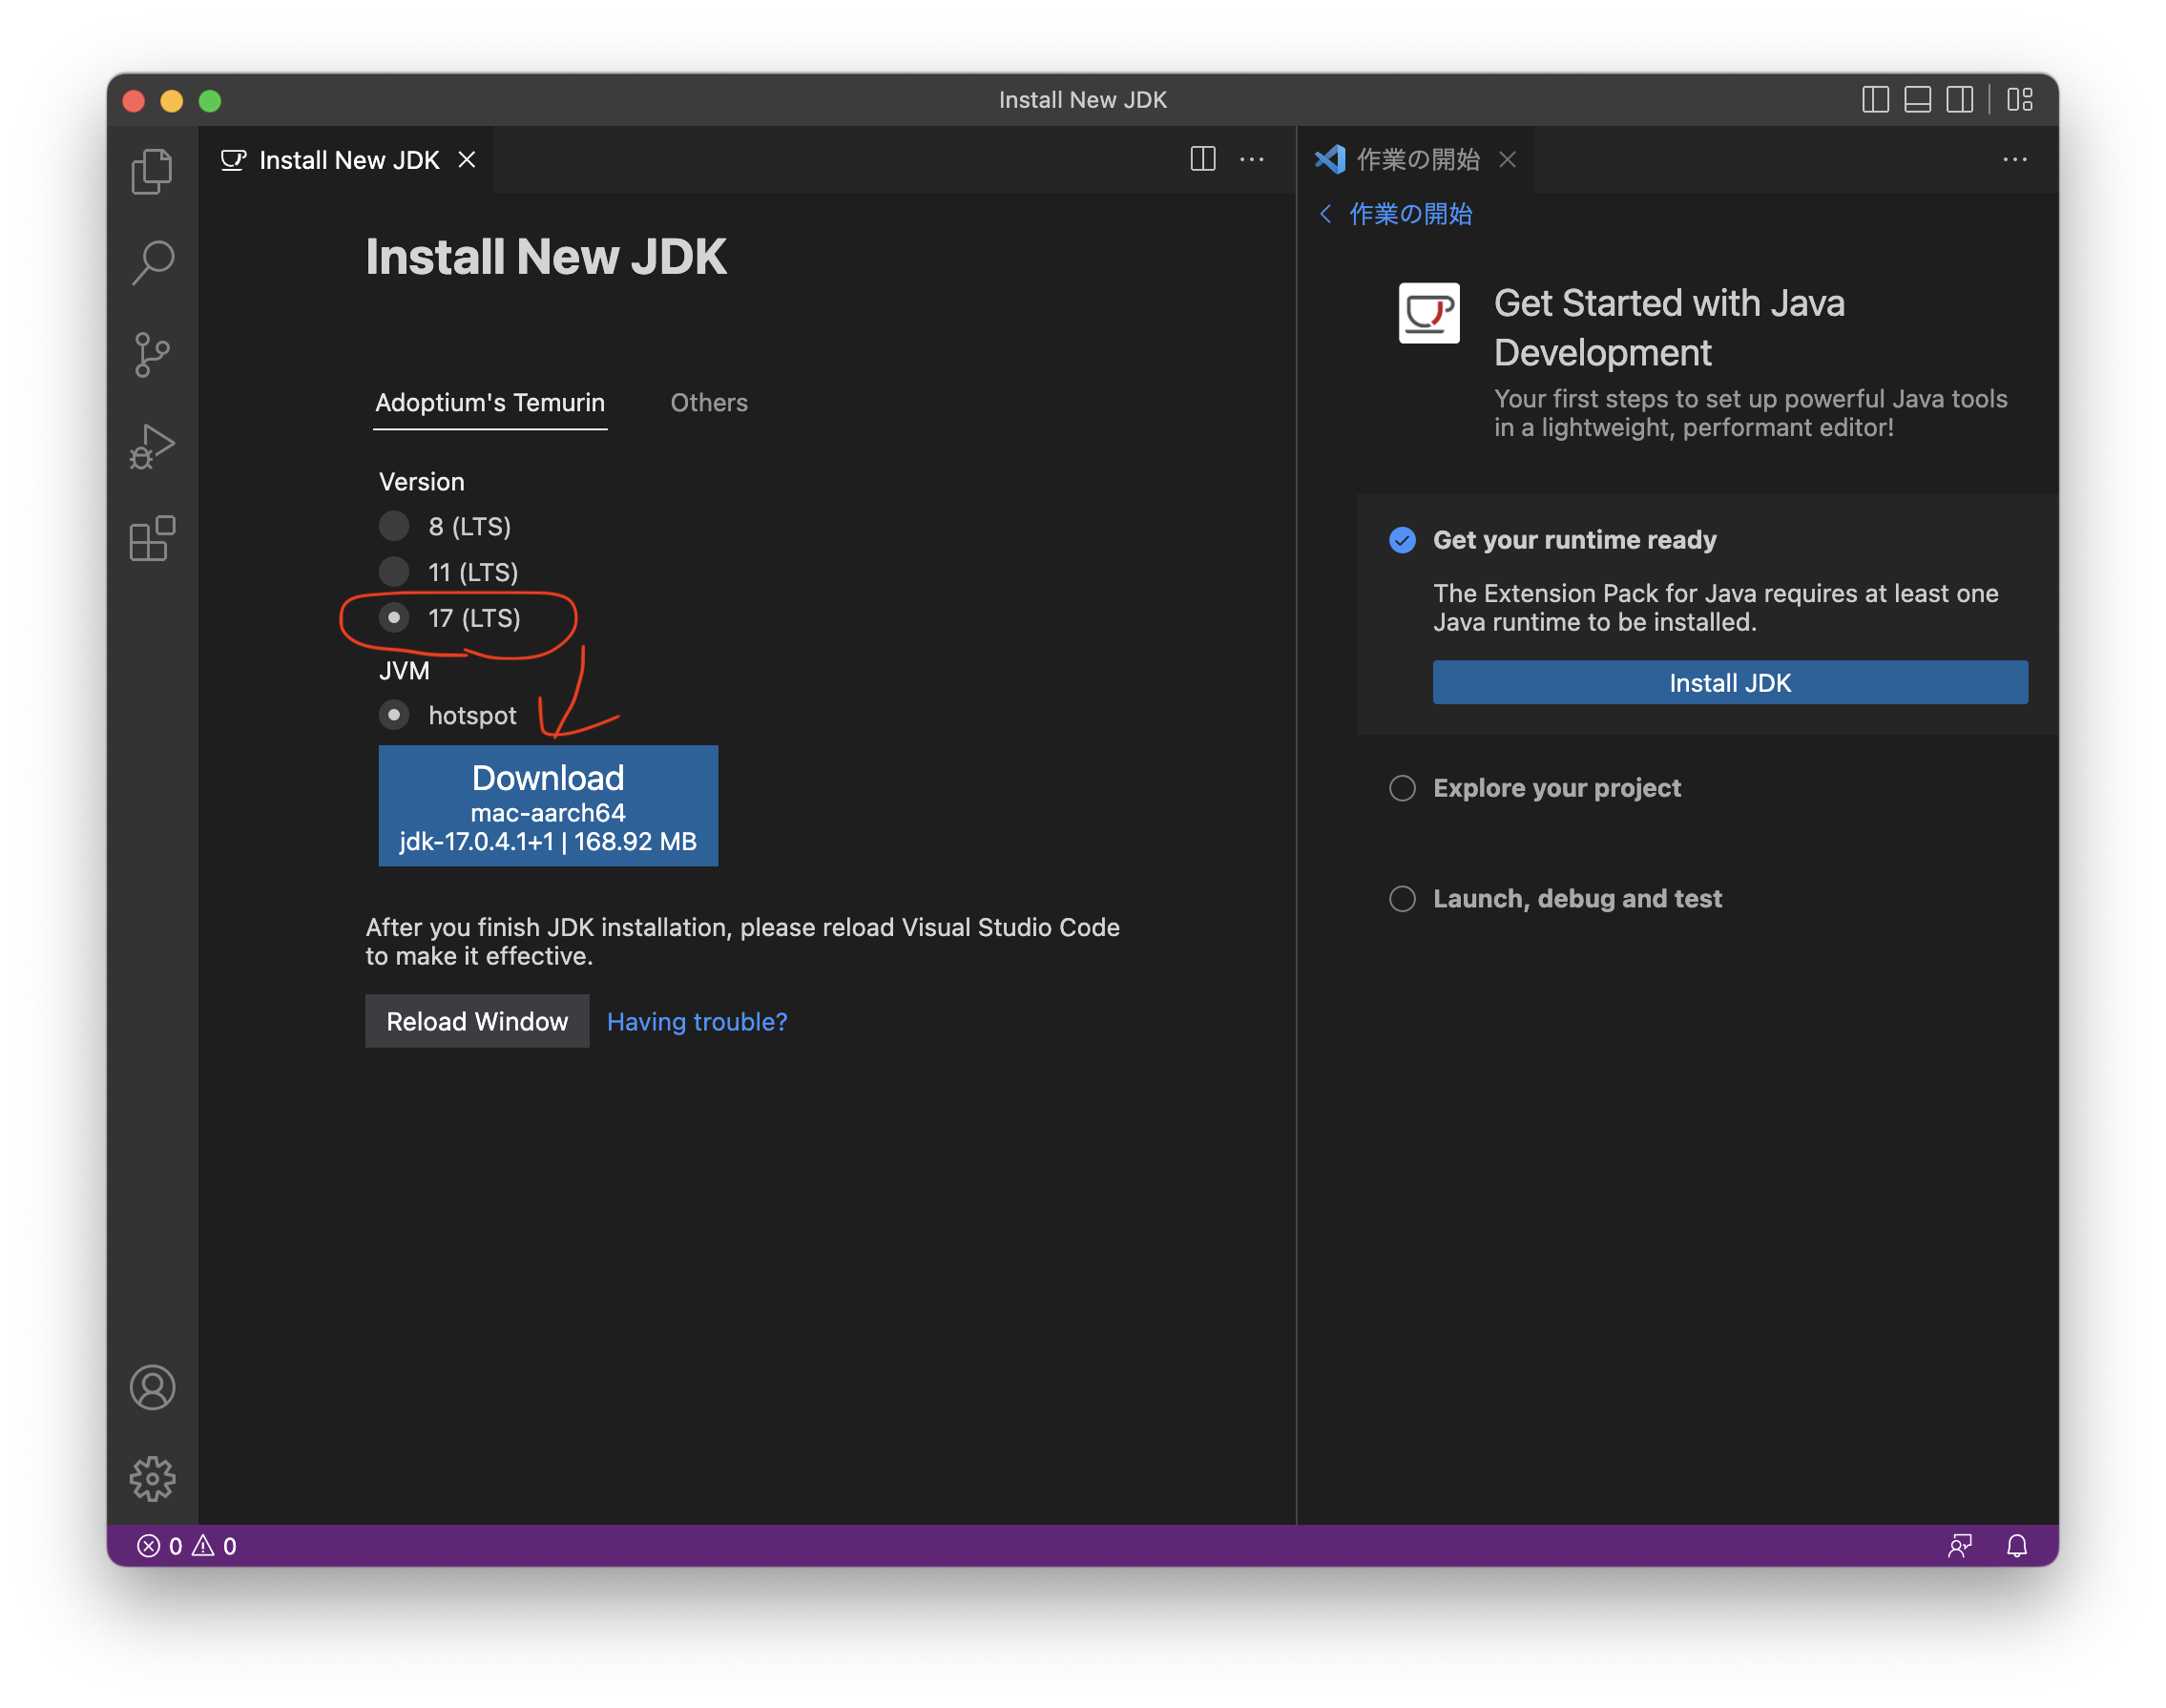 Install New JDK
Install New JDK
作業の開始
作業の開始
Install New JDK
Adoptium's Temurin
Others
Version
8 (LTS)
11 (LTS)
17 (LTS)
JVM
hotspot
Download
mac-aarch64
jdk-17.0.4.1+1 | 168.92 MB
After you finish JDK installation, please reload Visual Studio Code
to make it effective.
Reload Window
Having trouble?
Get Started with Java
Development
Your first steps to set up powerful Java tools
in a lightweight, performant editor!
Get your runtime ready
The Extension Pack for Java requires at least one
Java runtime to be installed.
Install JDK
Explore your project
Launch, debug and test
0 0